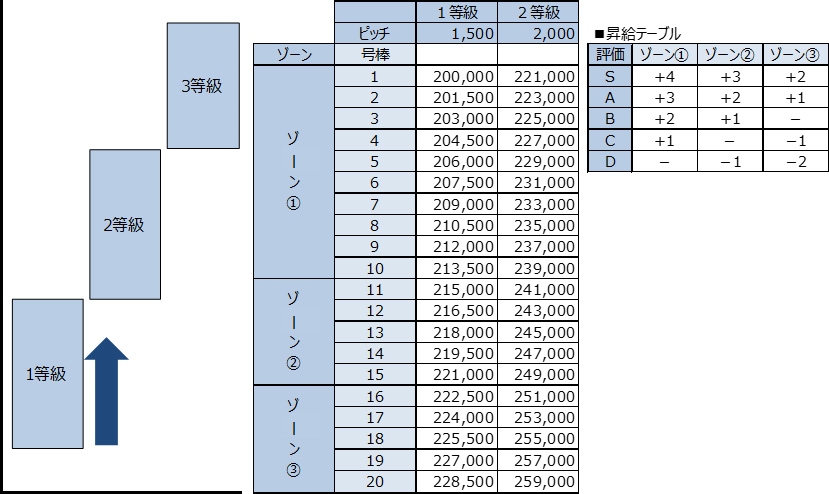 3等級
2等級
1等級
1等級 2等級
ピッチ 1,500 2,000
ゾーン 号棒
ゾーン①
1 200,000 221,000
2 201,500 223,000
3 203,000 225,000
4 204,500 227,000
5 206,000 229,000
6 207,500 231,000
7 209,000 233,000
8 210,500 235,000
9 212,000 237,000
10 213,500 239,000
ゾーン②
11 215,000 241,000
12 216,500 243,000
13 218,000 245,000
14 219,500 247,000
15 221,000 249,000
ゾーン③
16 222,500 251,000
17 224,000 253,000
18 225,500 255,000
19 227,000 257,000
20 228,500 259,000
■昇給テーブル
評価 ゾーン① ゾーン② ゾーン③
S +4 +3 +2
A +3 +2 +1
B +2 +1 −
C +1 − −1
D − −1 −2